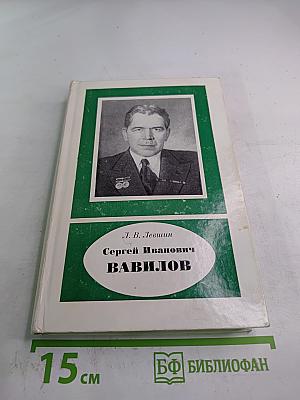 Л. В. Левшин
Сергей Иванович
ВАВИЛОВ
15 см
БФ БИБЛИОФАН